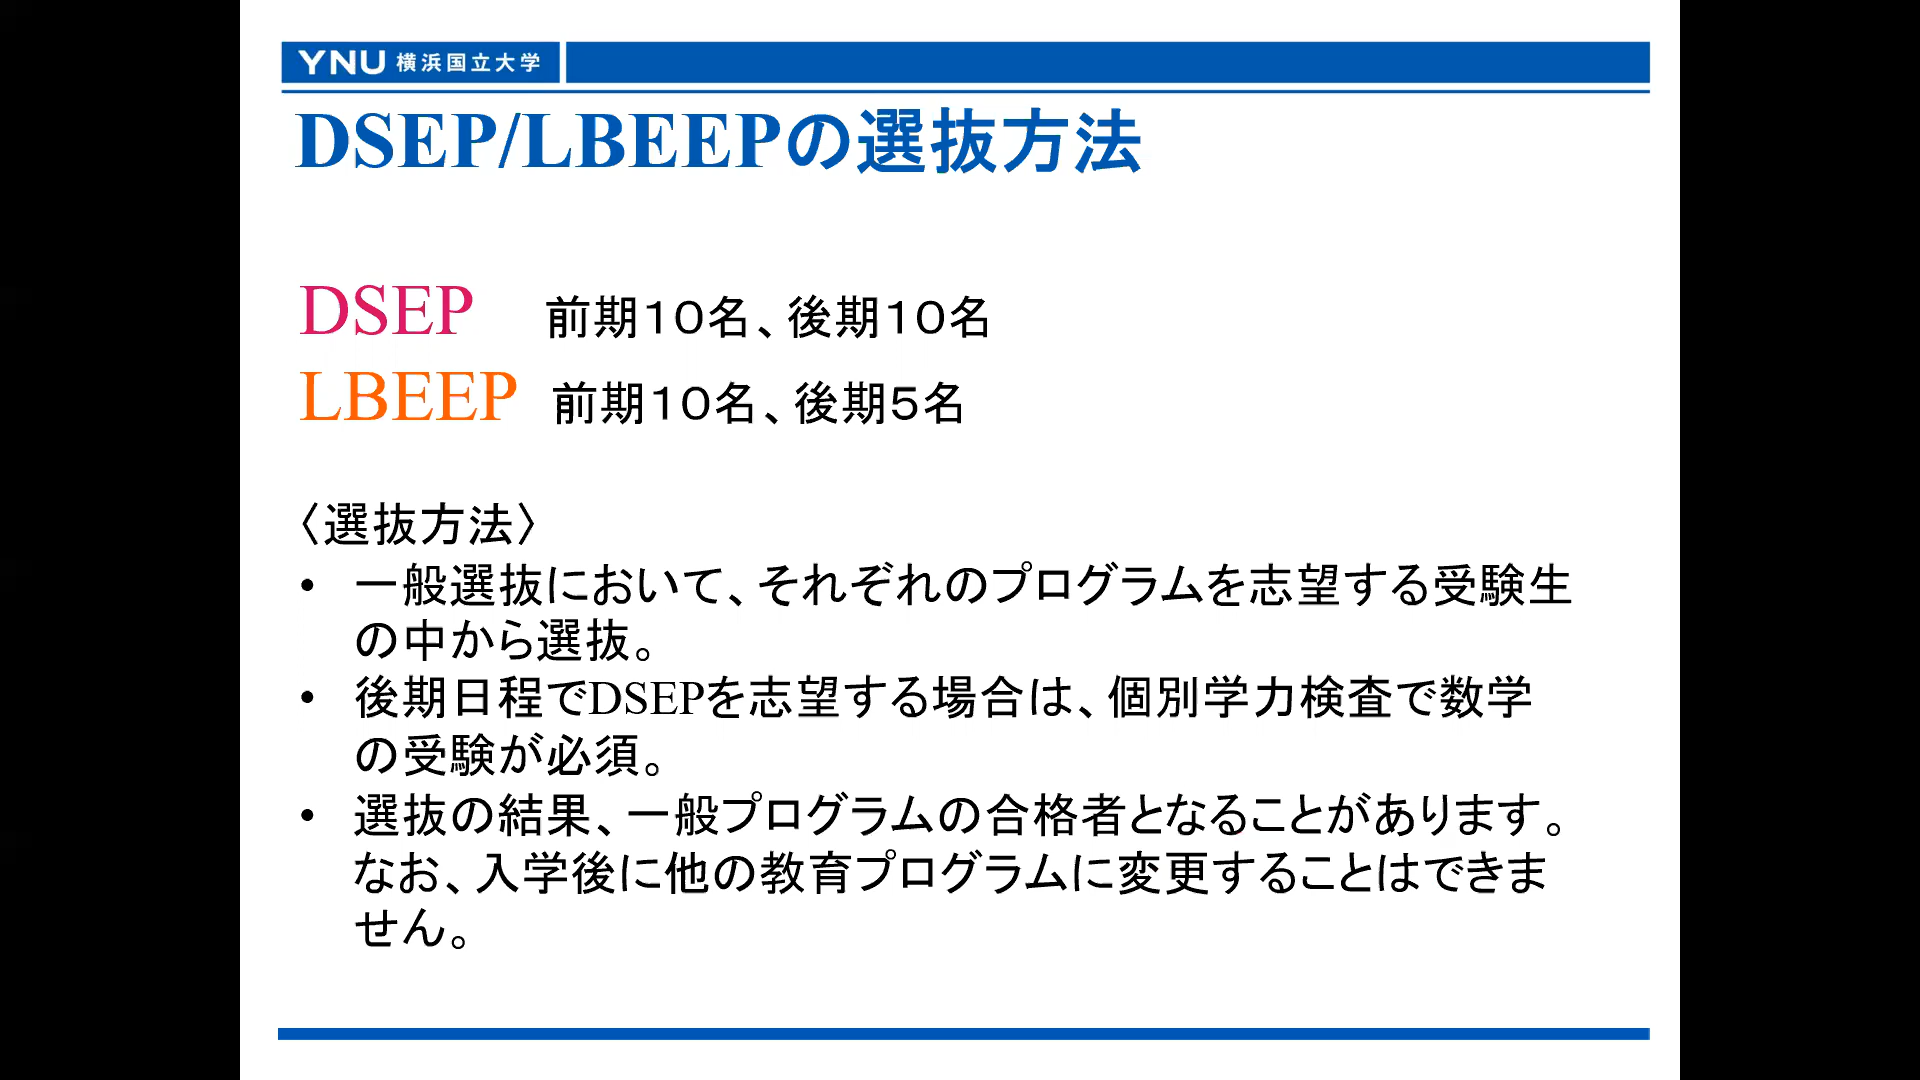 YNU 横浜国立大学
DSEP/LBEEPの選抜方法
DSEP 前期10名、後期10名
LBEEP 前期10名、後期5名
〈選抜方法〉
• 一般選抜において、それぞれのプログラムを志望する受験生
の中から選抜。
• 後期日程でDSEPを志望する場合は、個別学力検査で数学
の受験が必須。
• 選抜の結果、一般プログラムの合格者となることがあります。
なお、入学後に他の教育プログラムに変更することはできま
せん。